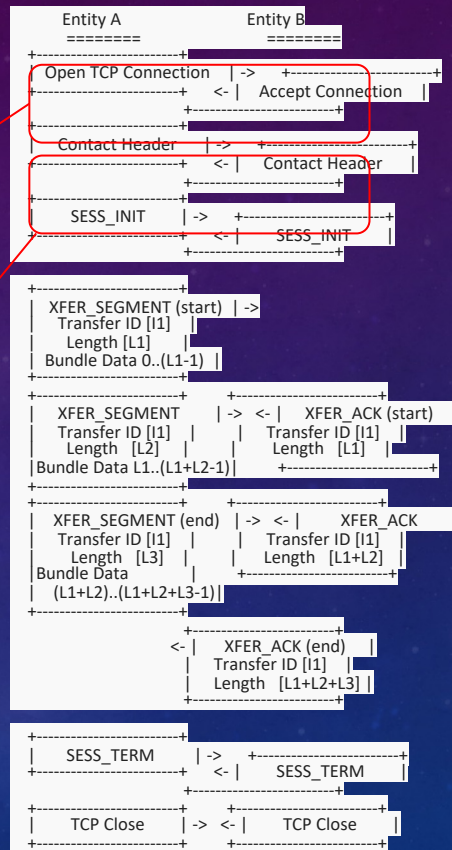 Entity A                    Entity B
========                    ========
+-------------------------+
| Open TCP Connection | ->  +-------------------------+
+-------------------------+ <- | Accept Connection |
+-------------------------+
+-------------------------+
| Contact Header | ->  +-------------------------+
+-------------------------+ <- | Contact Header |
+-------------------------+
+-------------------------+
| SESS_INIT | ->  +-------------------------+
+-------------------------+ <- | SESS_INIT |
+-------------------------+
+-------------------------+
| XFER_SEGMENT (start) | ->
| Transfer ID [I1] |
| Length [L1] |
| Bundle Data 0..(L1-1) |
+-------------------------+
+-------------------------+ +-------------------------+
| XFER_SEGMENT | -> <- | XFER_ACK (start)
| Transfer ID [I1] | | Transfer ID [I1] |
| Length [L2] | | Length [L1] |
|Bundle Data L1..(L1+L2-1)| +-------------------------+
+-------------------------+
+-------------------------+ +-------------------------+
| XFER_SEGMENT (end) | -> <- | XFER_ACK
| Transfer ID [I1] | | Transfer ID [I1] |
| Length [L3] | | Length [L1+L2] |
|Bundle Data | +-------------------------+
| (L1+L2)..(L1+L2+L3-1)|
+-------------------------+
+-------------------------+
<- | XFER_ACK (end) |
| Transfer ID [I1] |
| Length [L1+L2+L3] |
+-------------------------+
+-------------------------+
| SESS_TERM | -> +-------------------------+
+-------------------------+ <- | SESS_TERM |
+-------------------------+
+-------------------------+ +-------------------------+
| TCP Close | -> <- | TCP Close |
+-------------------------+ +-------------------------+